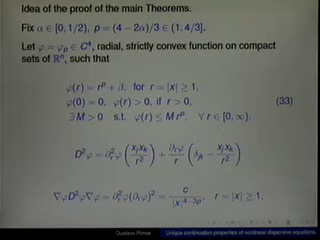 Idea of the proof of the main Theorems.
Fix α ∈ [0, 1/2), p = (4 − 2α)/3 ∈ (1, 4/3].
Let φ = φ_p ∈ C⁴, radial, strictly convex function on compact
sets of ℝⁿ, such that
φ(r) = r^p + β, for r = |x| ≥ 1,
φ(0) = 0, φ(r) > 0, if r > 0,
∃ M > 0 s.t. φ(r) ≤ M r^p, ∀ r ∈ [0, ∞).
(33)
D²φ = ∂_r²φ (x_j x_k / r²) + (∂_rφ / r) (δ_jk − x_j x_k / r²)
∇φ D²φ ∇φ = ∂_r²φ(∂_rφ)² = c / |x|^{4−3p}, r = |x| ≥ 1.
Gustavo Ponce
Unique continuation properties of nonlinear dispersive equations